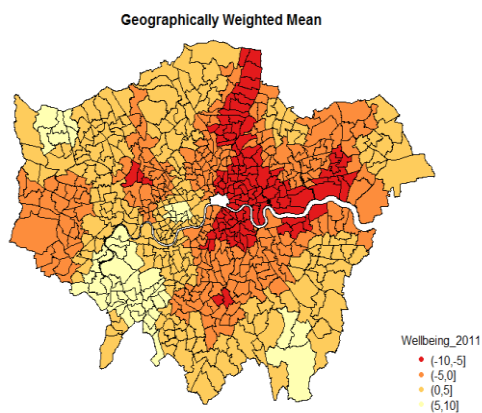 Geographically Weighted Mean
Wellbeing_2011
(-10,-5]
(-5,0]
(0,5]
(5,10]